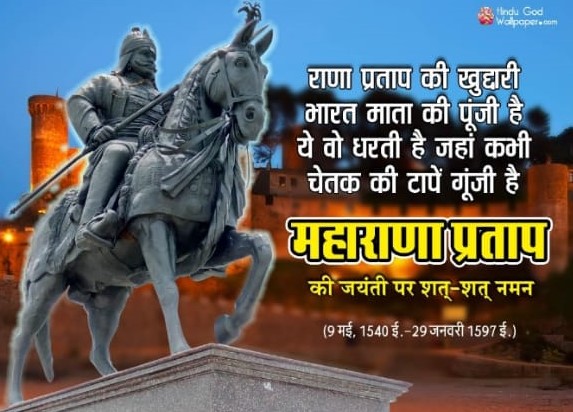 Hindu God
Wallpaper.com
राणा प्रताप की खुद्दारी
भारत माता की पूंजी है
ये वो धरती है जहां कभी
चेतक की टापें गूंजी है
महाराणा प्रताप
की जयंती पर शत्-शत् नमन
(9 मई, 1540 ई.-29 जनवरी 1597 ई.)